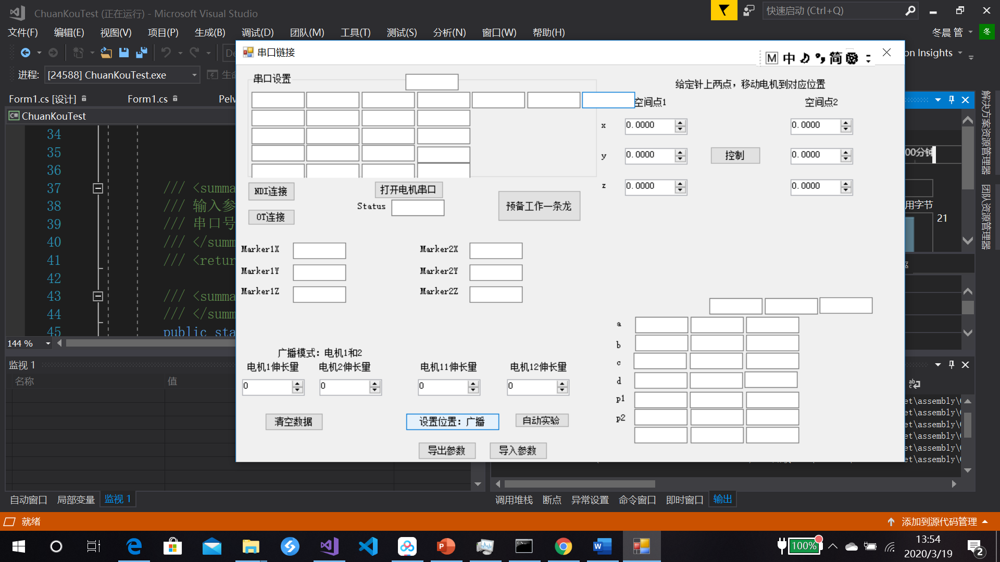 ChuanKouTest (正在运行) - Microsoft Visual Studio
快速启动 (Ctrl+Q)
文件(F) 编辑(E) 视图(V) 项目(P) 生成(B) 调试(D) 团队(M) 工具(T) 测试(S) 分析(N) 窗口(W) 帮助(H)
冬晨 管
冬
De
on Insights
进程: [24588] ChuanKouTest.exe
生命
Form1.cs [设计] Form1.cs Pelv
C# ChuanKouTest
34
35
36
37 /// <summa
38 /// 输入参
39 /// 串口号
40 /// </summ
41 /// <retur
42
43 /// <summa
44 /// </summ
45 public sta
144 %
监视 1
名称 值
自动窗口 局部变量 监视 1
串口链接
M 中 简
串口设置
给定针上两点，移动电机到对应位置
空间点1 空间点2
x 0.0000 0.0000
y 0.0000 控制 0.0000
z 0.0000 0.0000
NDI连接 打开电机串口
Status 预备工作一条龙
OT连接
Marker1X Marker2X
Marker1Y Marker2Y
Marker1Z Marker2Z
a
b
c
d
p1
p2
广播模式：电机1和2
电机1伸长量 电机2伸长量 电机11伸长量 电机12伸长量
0 0 0 0
清空数据 设置位置：广播 自动实验
导出参数 导入参数
00分钟
用字节
21
解决方案资源管理器
团队资源管理器
et\assembly\
et\assembly\
et\assembly\
et\assembly\
et\assembly\
et\assembly\
调用堆栈 断点 异常设置 命令窗口 即时窗口 输出
就绪
添加到源代码管理
100%
13:54
2020/3/19
2